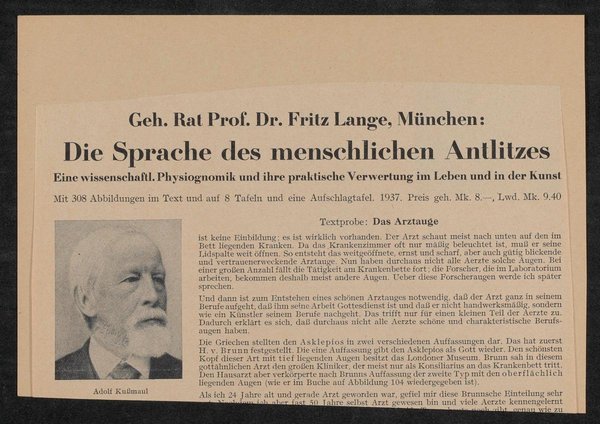 Geh. Rat Prof. Dr. Fritz Lange, München:
Die Sprache des menschlichen Antlitzes
Eine wissenschaftl. Physiognomik und ihre praktische Verwertung im Leben und in der Kunst
Mit 308 Abbildungen im Text und auf 8 Tafeln und eine Aufschlagtafel. 1937. Preis geh. Mk. 8.—, Lwd. Mk. 9.40
Textprobe: Das Arztauge
ist keine Einbildung; es ist wirklich vorhanden. Der Arzt schaut meist nach unten auf den im
Bett liegenden Kranken. Da das Krankenzimmer oft nur mäßig beleuchtet ist, muß er seine
Lidspalte weit öffnen. So entsteht das weitgeöffnete, ernst und scharf, aber auch gütig blickende
und vertrauenerweckende Arztauge. Nun haben durchaus nicht alle Aerzte solche Augen. Bei
einer großen Anzahl fällt die Tätigkeit am Krankenbette fort; die Forscher, die im Laboratorium
arbeiten, bekommen deshalb meist andere Augen. Ueber diese Forscheraugen werde ich später
sprechen.
Und dann ist zum Entstehen eines schönen Arztauges notwendig, daß der Arzt ganz in seinem
Berufe aufgeht, daß ihm seine Arbeit Gottesdienst ist und daß er nicht handwerksmäßig, sondern
wie ein Künstler seinem Berufe nachgeht. Das trifft nur für einen kleinen Teil der Aerzte zu.
Dadurch erklärt es sich, daß durchaus nicht alle Aerzte schöne und charakteristische Berufs-
augen haben.
Die Griechen stellten den Asklepios in zwei verschiedenen Auffassungen dar. Das hat zuerst
H. v. Brunn festgestellt. Die eine Auffassung gibt den Asklepios als Gott wieder. Den schönsten
Kopf dieser Art mit tief liegenden Augen besitzt das Londoner Museum. Brunn sah in diesem
gottähnlichen Arzt den großen Kliniker, der meist nur als Konsiliarius an das Krankenbett tritt.
Den Hausarzt aber verkörperte nach Brunns Auffassung der zweite Typ mit den oberflächlich
liegenden Augen (wie er im Buche auf Abbildung 104 wiedergegeben ist).
Als ich 24 Jahre alt und gerade Arzt geworden war, gefiel mir diese Brunnsche Einteilung sehr
ich aber fast 50 Jahre selbst Arzt gewesen bin und viele Aerzte kennengelernt
Adolf Kußmaul